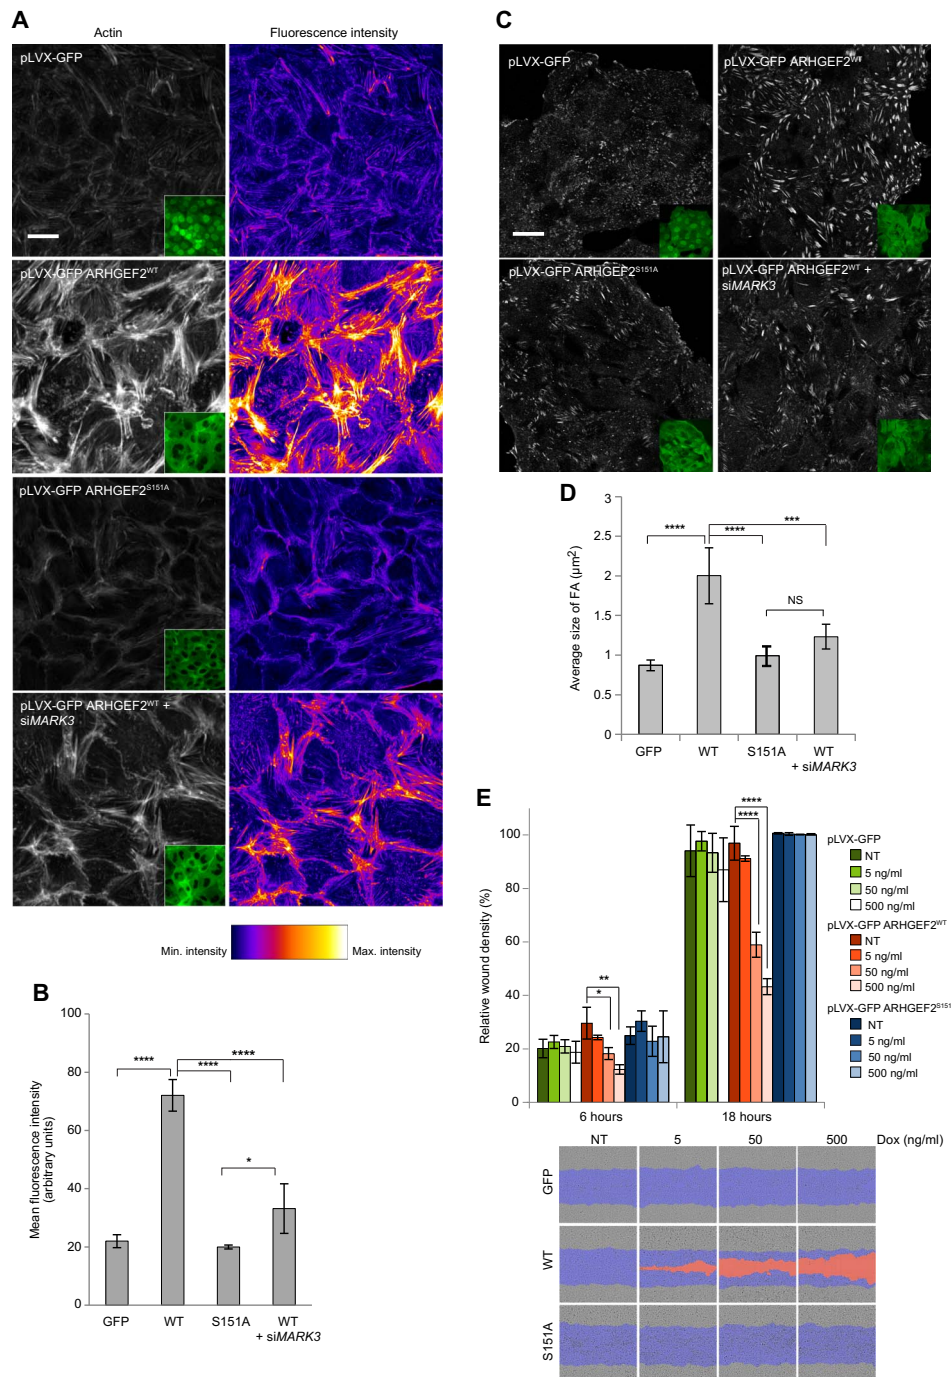 A
Actin
Fluorescence intensity
pLVX-GFP
pLVX-GFP ARHGEF2WT
pLVX-GFP ARHGEF2S151A
pLVX-GFP ARHGEF2WT +
siMARK3
Min. intensity
Max. intensity
B
Mean fluorescence intensity
(arbitrary units)
100
80
60
40
20
0
****
****
****
*
GFP
WT
S151A
WT
+ siMARK3
C
pLVX-GFP
pLVX-GFP ARHGEF2WT
pLVX-GFP ARHGEF2S151A
pLVX-GFP ARHGEF2WT +
siMARK3
D
Average size of FA (µm2)
3
2.5
2
1.5
1
0.5
0
****
****
***
NS
GFP
WT
S151A
WT
+ siMARK3
E
Relative wound density (%)
100
80
60
40
20
0
**
*
****
****
6 hours
18 hours
pLVX-GFP
NT
5 ng/ml
50 ng/ml
500 ng/ml
pLVX-GFP ARHGEF2WT
NT
5 ng/ml
50 ng/ml
500 ng/ml
pLVX-GFP ARHGEF2S151
NT
5 ng/ml
50 ng/ml
500 ng/ml
NT 5 50 500 Dox (ng/ml)
GFP
WT
S151A